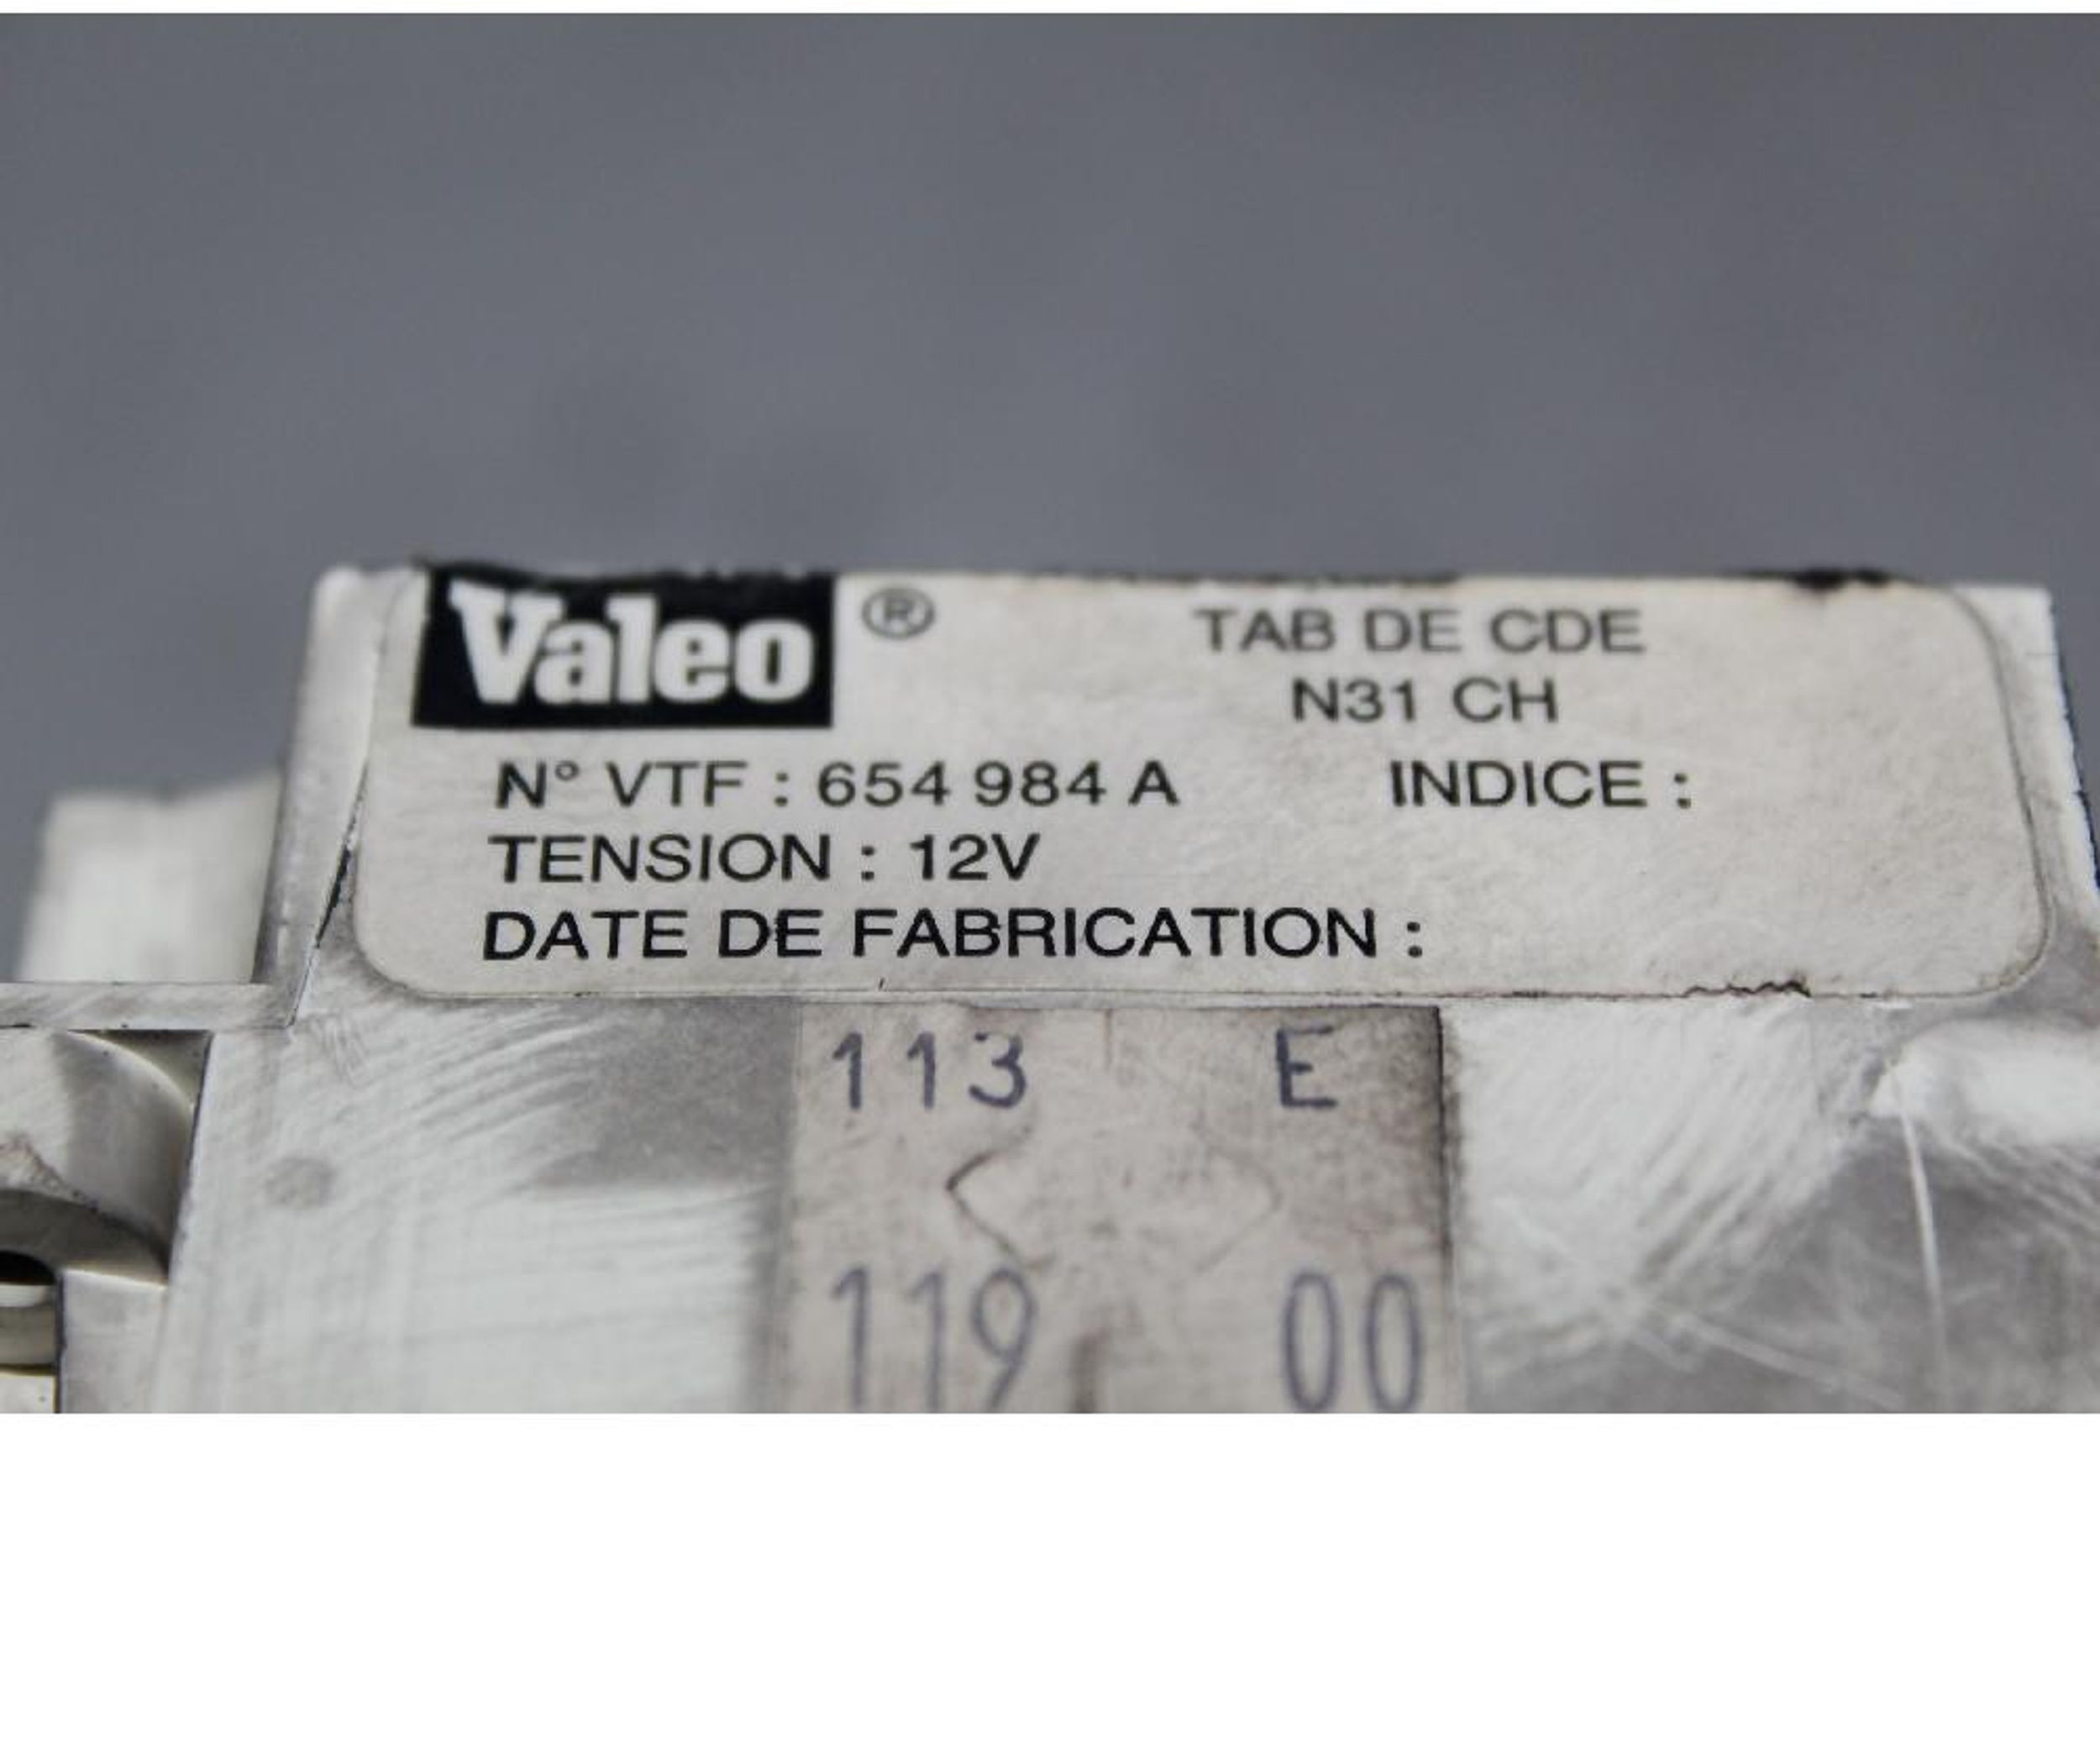 Valeo ® TAB DE CDE
N31 CH
N° VTF : 654 984 A INDICE :
TENSION : 12V
DATE DE FABRICATION :
113 E
119 00